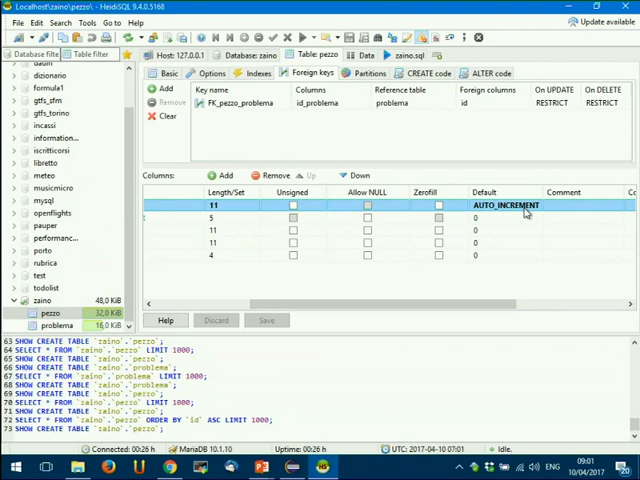 Localhost\zaino\pezzo\ - HeidiSQL 9.4.0.5168
File Edit Search Tools Go to Help
Update available
Database filter Table filter
Host: 127.0.0.1 Database: zaino Table: pezzo Data zaino.sql
Basic Options Indexes Foreign keys Partitions CREATE code ALTER code
Add
Remove
Clear
Key name Columns Reference table Foreign columns On UPDATE On DELETE
FK_pezzo_problema id_problema problema id RESTRICT RESTRICT
Columns: Add Remove Up Down
Length/Set Unsigned Allow NULL Zerofill Default Comment Co
11 AUTO_INCREMENT
5 0
11 0
11 0
4 0
Help Discard Save
dizionario
formula1
gtfs_sfm
gtfs_torino
incassi
information...
iscritticorsi
libretto
meteo
musicmicro
mysql
openflights
pauper
performance...
porto
rubrica
test
todolist
zaino 48,0 KiB
pezzo 32,0 KiB
problema 16,0 KiB
63 SHOW CREATE TABLE `zaino`.`pezzo`;
64 SELECT * FROM `zaino`.`pezzo` LIMIT 1000;
65 SHOW CREATE TABLE `zaino`.`pezzo`;
66 SHOW CREATE TABLE `zaino`.`problema`;
67 SELECT * FROM `zaino`.`problema` LIMIT 1000;
68 SHOW CREATE TABLE `zaino`.`problema`;
69 SHOW CREATE TABLE `zaino`.`pezzo`;
70 SELECT * FROM `zaino`.`pezzo` LIMIT 1000;
71 SHOW CREATE TABLE `zaino`.`pezzo`;
72 SELECT * FROM `zaino`.`pezzo` ORDER BY `id` ASC LIMIT 1000;
73 SHOW CREATE TABLE `zaino`.`pezzo`;
Connected: 00:26 h MariaDB 10.1.10 Uptime: 00:26 h UTC: 2017-04-10 07:01 Idle.
ENG 09:01
10/04/2017
20